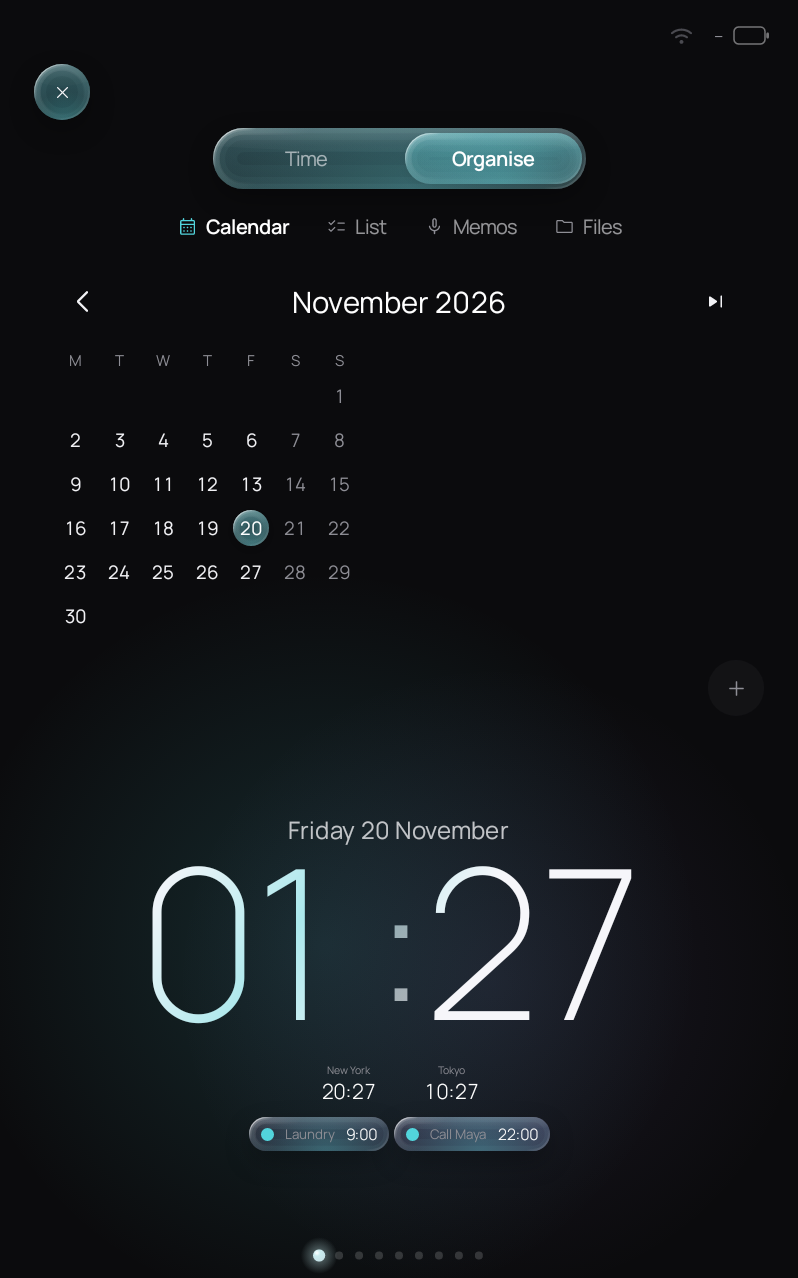 Time Organise
Calendar List Memos Files
November 2026
M T W T F S S
1
2 3 4 5 6 7 8
9 10 11 12 13 14 15
16 17 18 19 20 21 22
23 24 25 26 27 28 29
30
Friday 20 November
01:27
New York Tokyo
20:27 10:27
Laundry 9:00 Call Maya 22:00